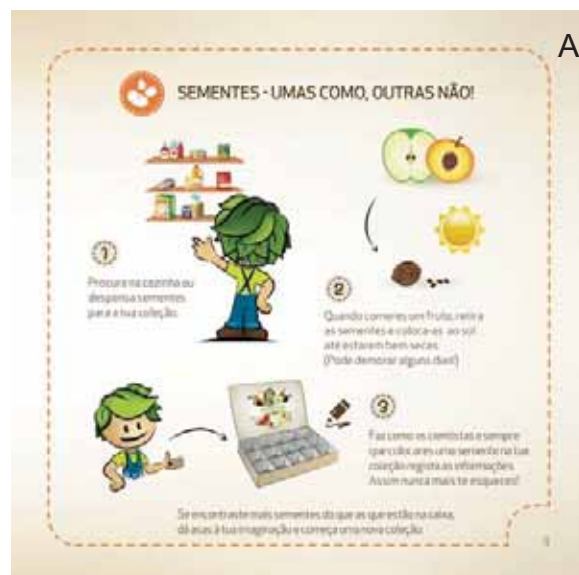 A
SEMENTES - UMAS COMO, OUTRAS NÃO!
1
Procura na cozinha ou
despensa sementes
para a tua coleção.
2
Quando comeres um fruto, retira
as sementes e coloca-as ao sol
até estarem bem secas.
(Pode demorar alguns dias!)
3
Faz como os cientistas e sempre
que colocares uma semente na tua
coleção regista as informações.
Assim nunca mais te esqueces!
Se encontraste mais sementes do que as que estão na caixa,
dá asas à tua imaginação e começa uma nova coleção.